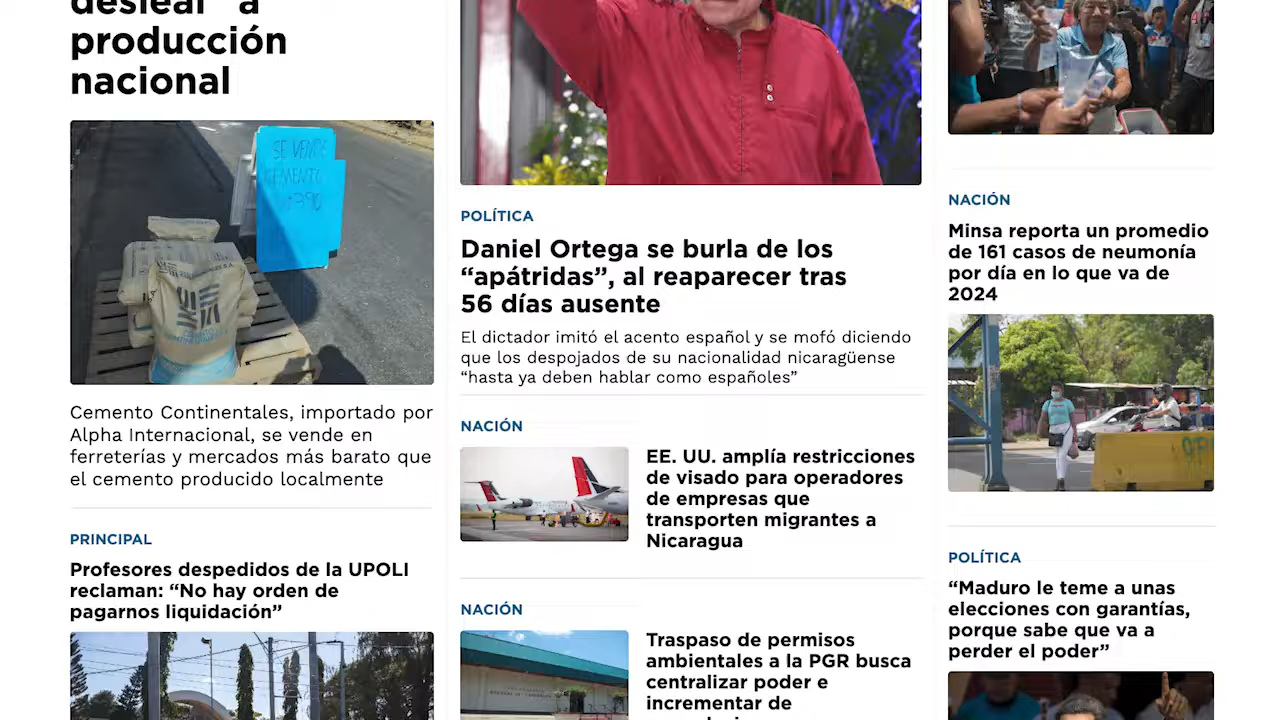 desleal” a
producción
nacional
SE VENDE
CEMENTO
Cemento Continentales, importado por
Alpha Internacional, se vende en
ferreterías y mercados más barato que
el cemento producido localmente
PRINCIPAL
Profesores despedidos de la UPOLI
reclaman: “No hay orden de
pagarnos liquidación”
POLÍTICA
Daniel Ortega se burla de los
“apátridas”, al reaparecer tras
56 días ausente
El dictador imitó el acento español y se mofó diciendo
que los despojados de su nacionalidad nicaragüense
“hasta ya deben hablar como españoles”
NACIÓN
EE. UU. amplía restricciones
de visado para operadores
de empresas que
transporten migrantes a
Nicaragua
NACIÓN
Traspaso de permisos
ambientales a la PGR busca
centralizar poder e
incrementar de
NACIÓN
Minsa reporta un promedio
de 161 casos de neumonía
por día en lo que va de
2024
POLÍTICA
“Maduro le teme a unas
elecciones con garantías,
porque sabe que va a
perder el poder”